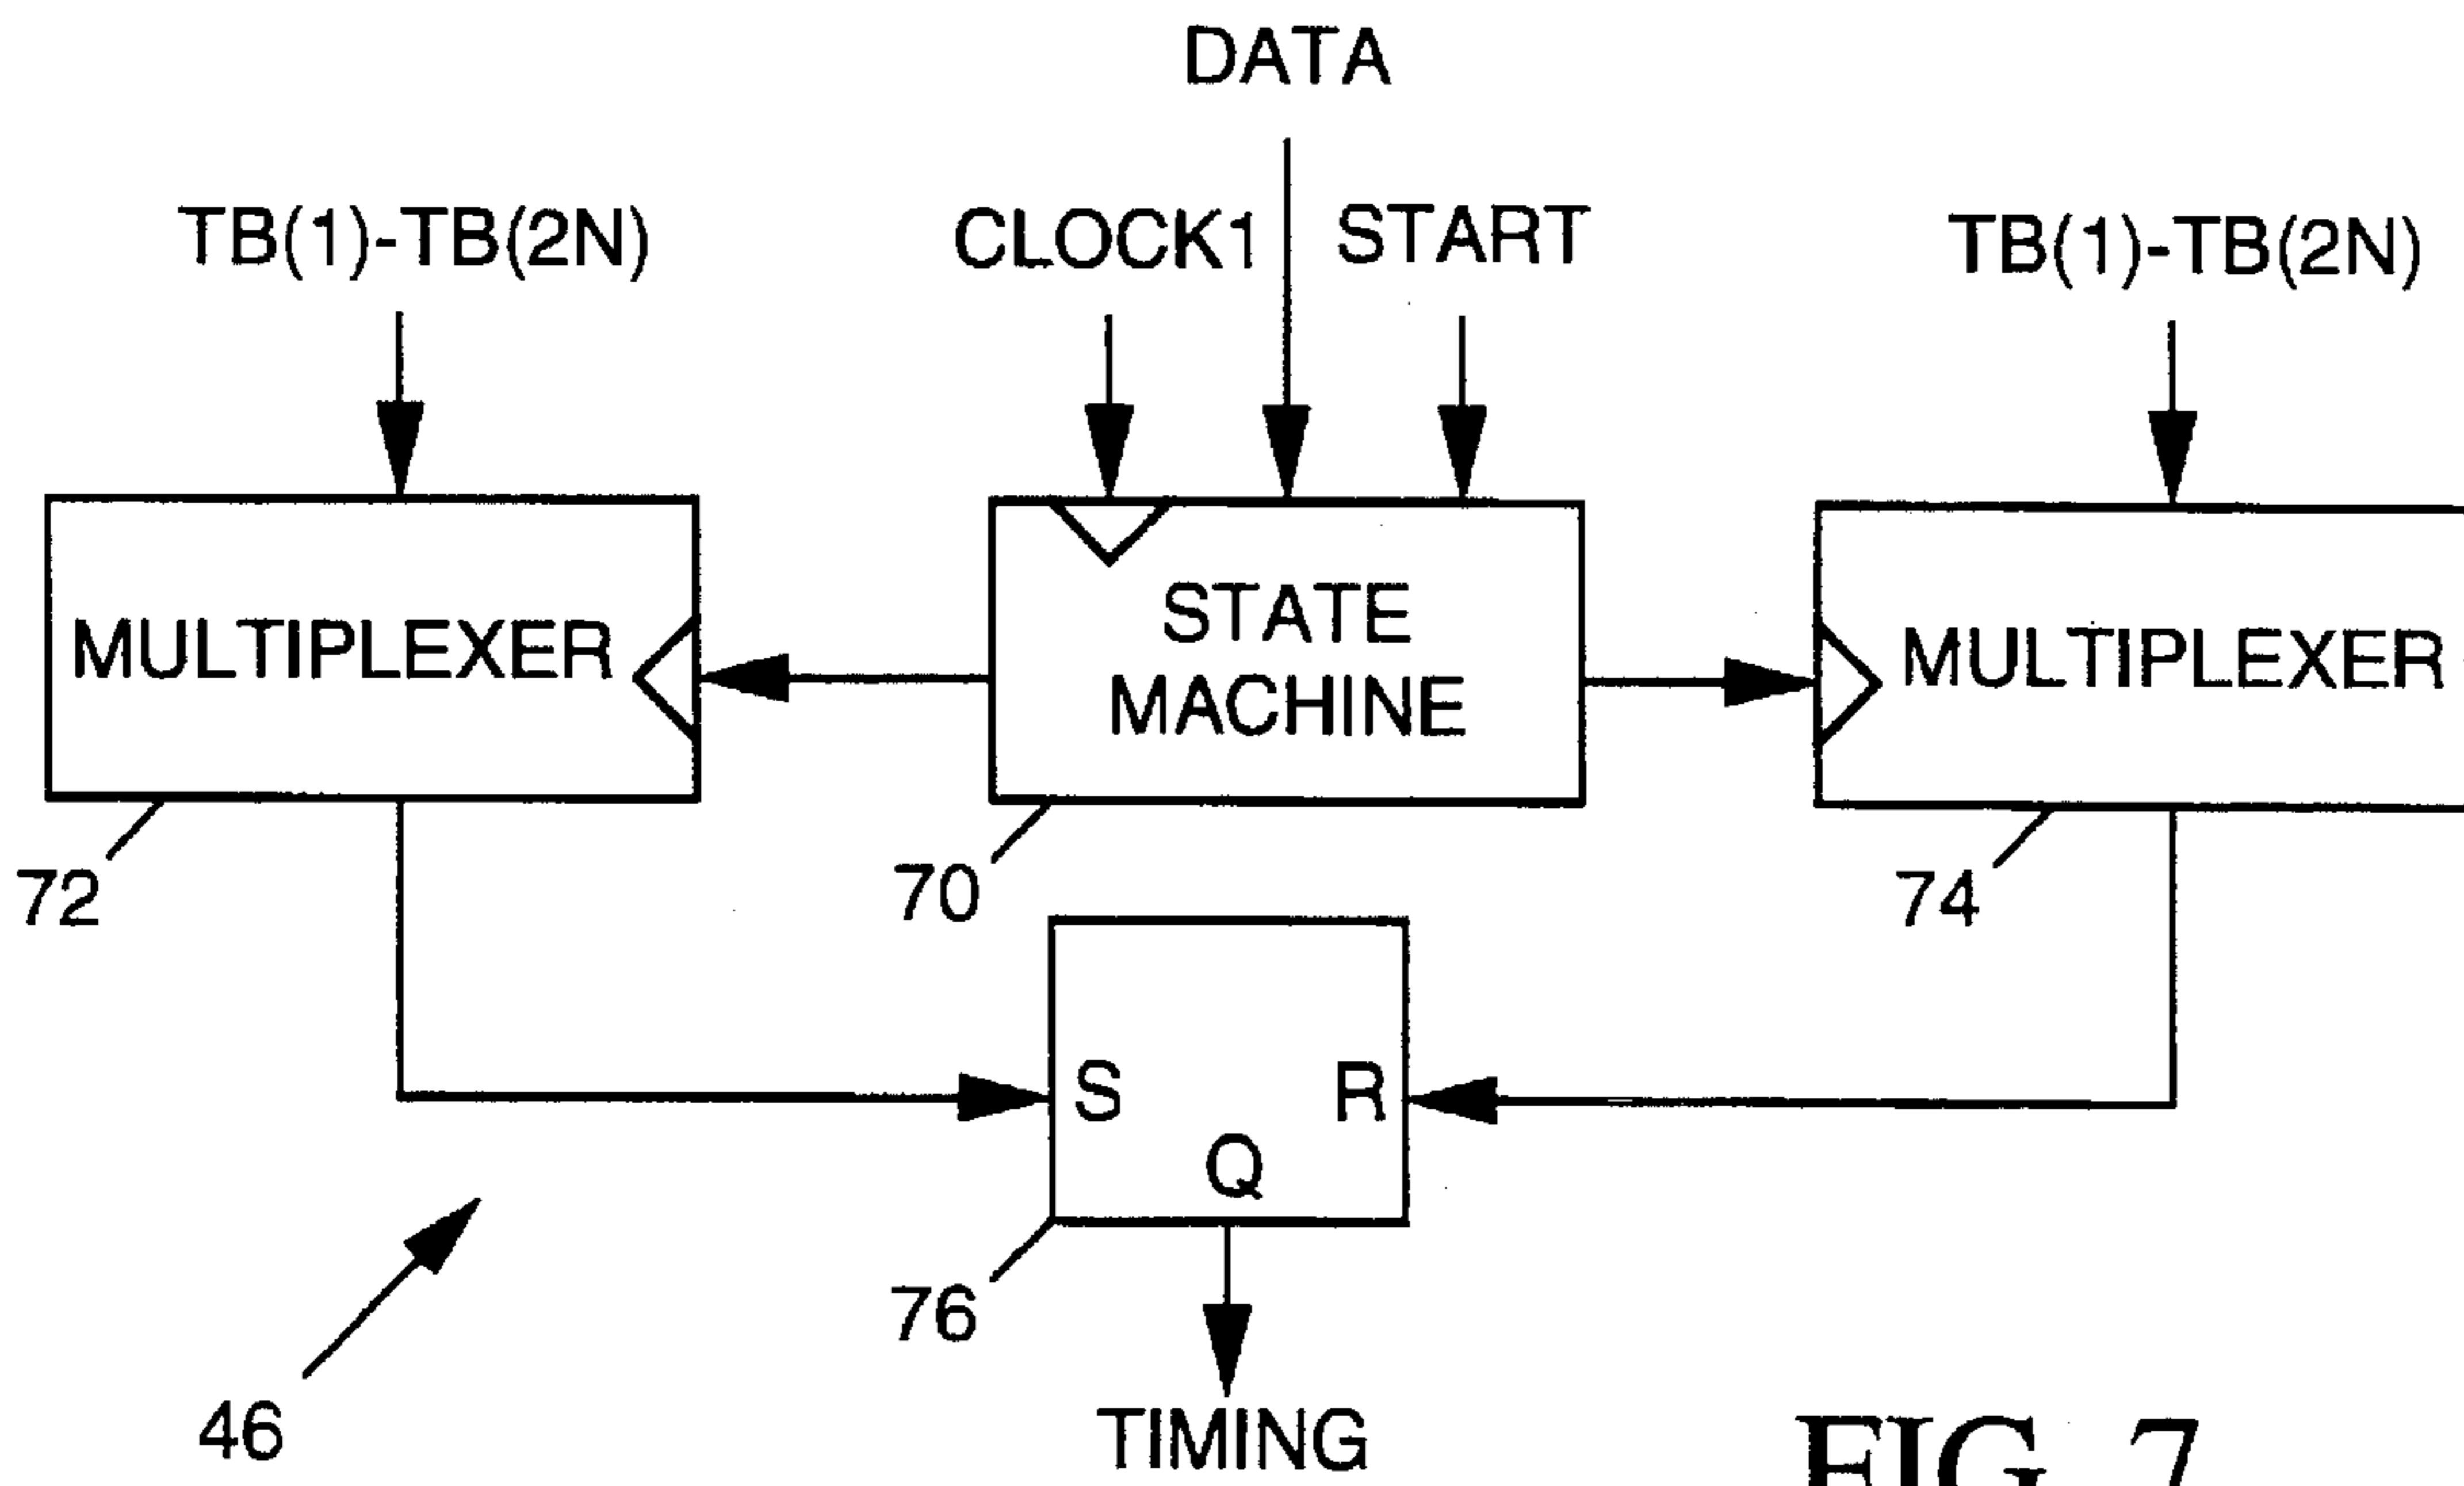 DATA
TB(1)-TB(2N)
CLOCK1
START
TB(1)-TB(2N)
MULTIPLEXER
STATE
MACHINE
MULTIPLEXER
72
70
74
S
R
Q
76
46
TIMING
FIG. 7